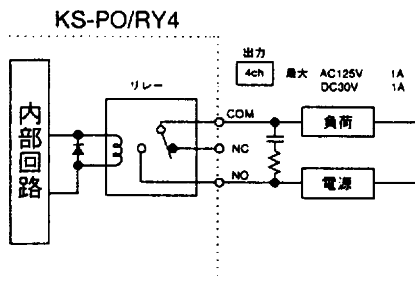 KS-PO/RY4
出力
4ch
最大 AC125V 1A
DC30V 1A
リレー
内部回路
COM
NC
NO
負荷
電源